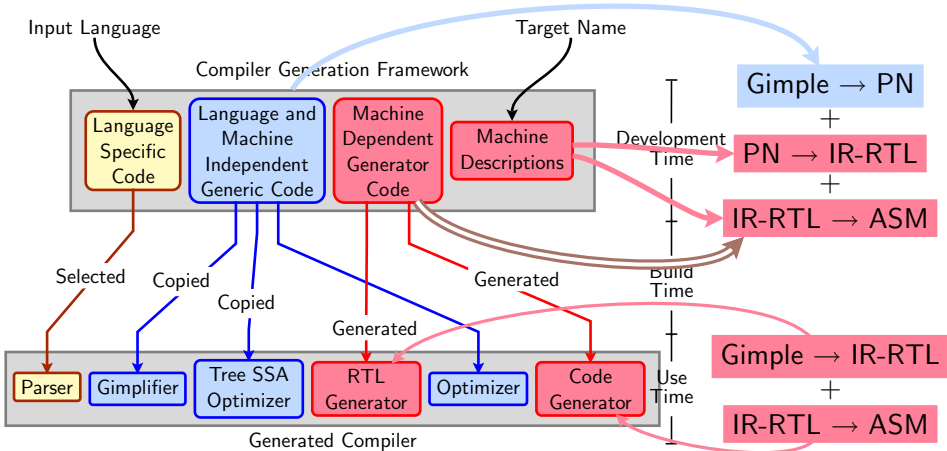 Input Language
Target Name
Compiler Generation Framework
Language
Specific
Code
Language and
Machine
Independent
Generic Code
Machine
Dependent
Generator
Code
Machine
Descriptions
Development
Time
Gimple → PN
+
PN → IR-RTL
+
IR-RTL → ASM
Selected
Copied
Copied
Generated
Generated
Build
Time
Parser
Gimplifier
Tree SSA
Optimizer
RTL
Generator
Optimizer
Code
Generator
Use
Time
Gimple → IR-RTL
+
IR-RTL → ASM
Generated Compiler